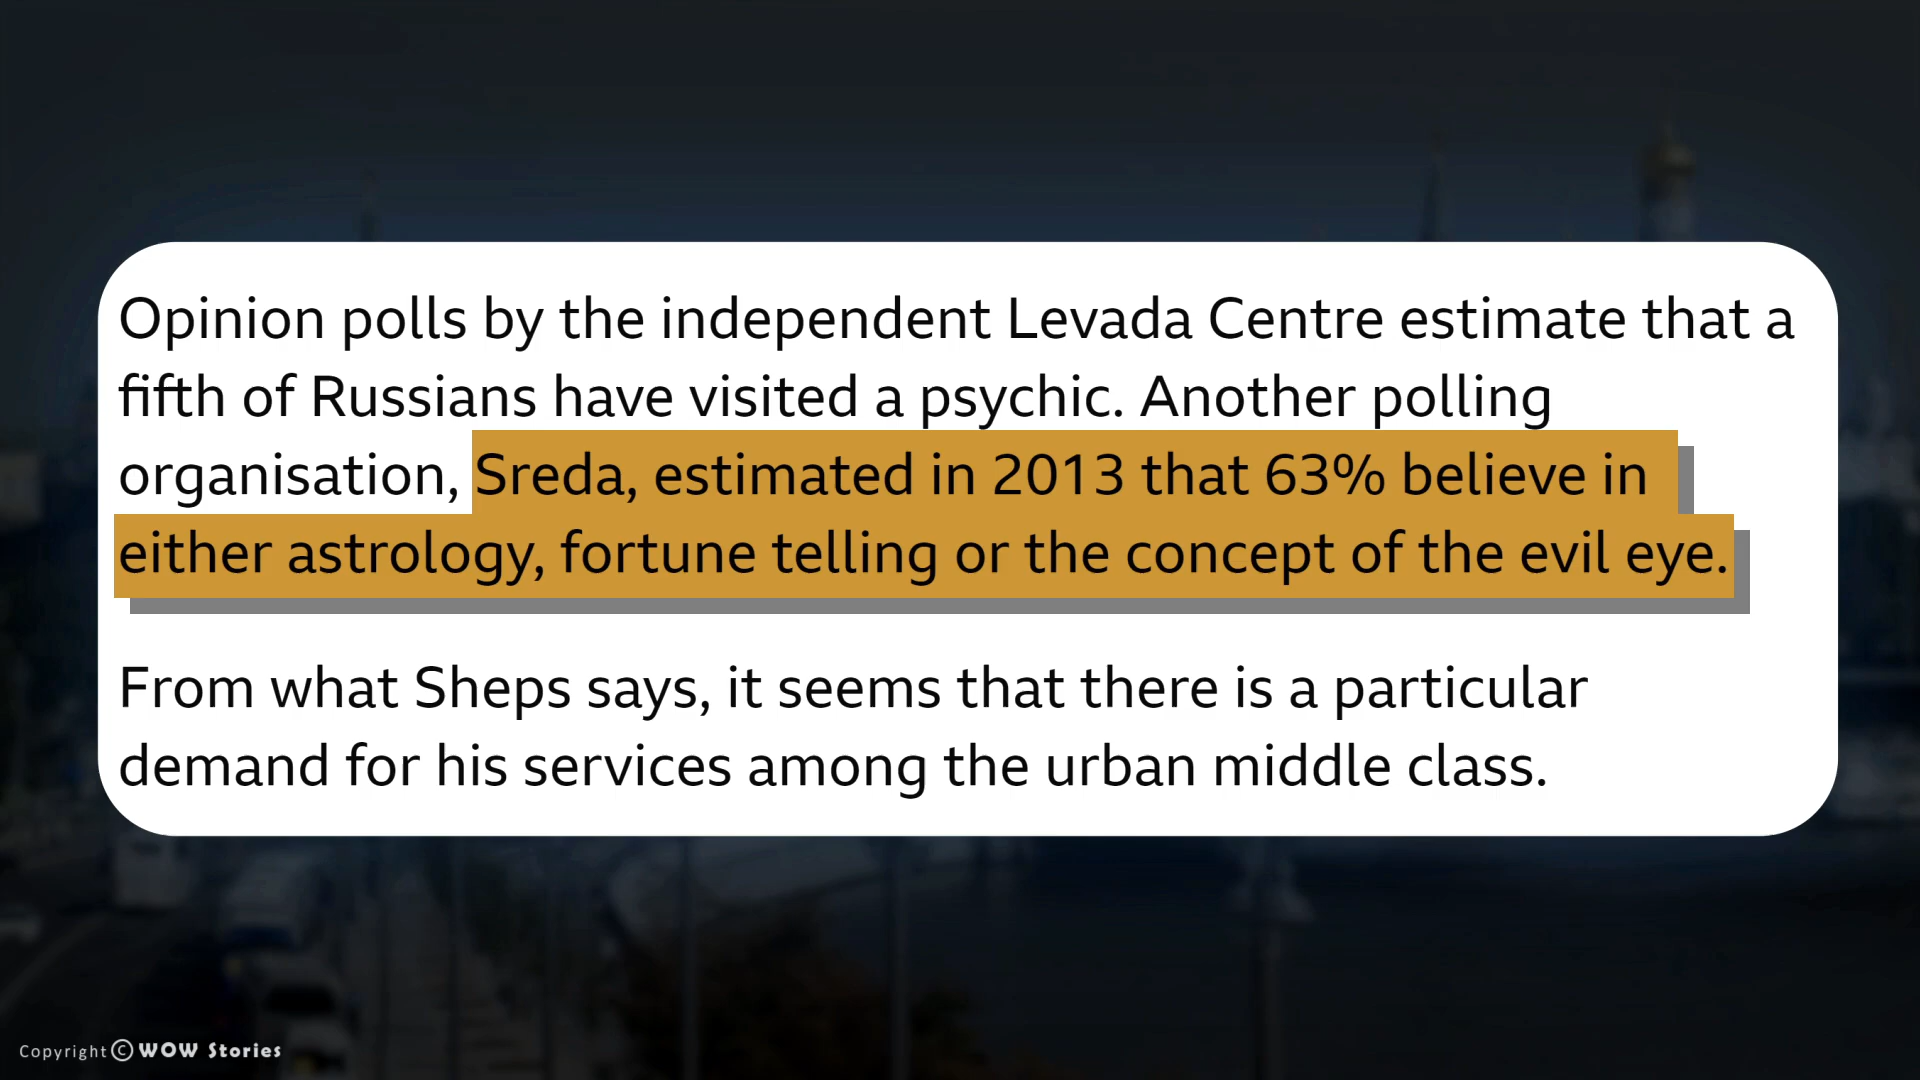 Opinion polls by the independent Levada Centre estimate that a
fifth of Russians have visited a psychic. Another polling
organisation, Sreda, estimated in 2013 that 63% believe in
either astrology, fortune telling or the concept of the evil eye.
From what Sheps says, it seems that there is a particular
demand for his services among the urban middle class.
Copyright © WOW Stories